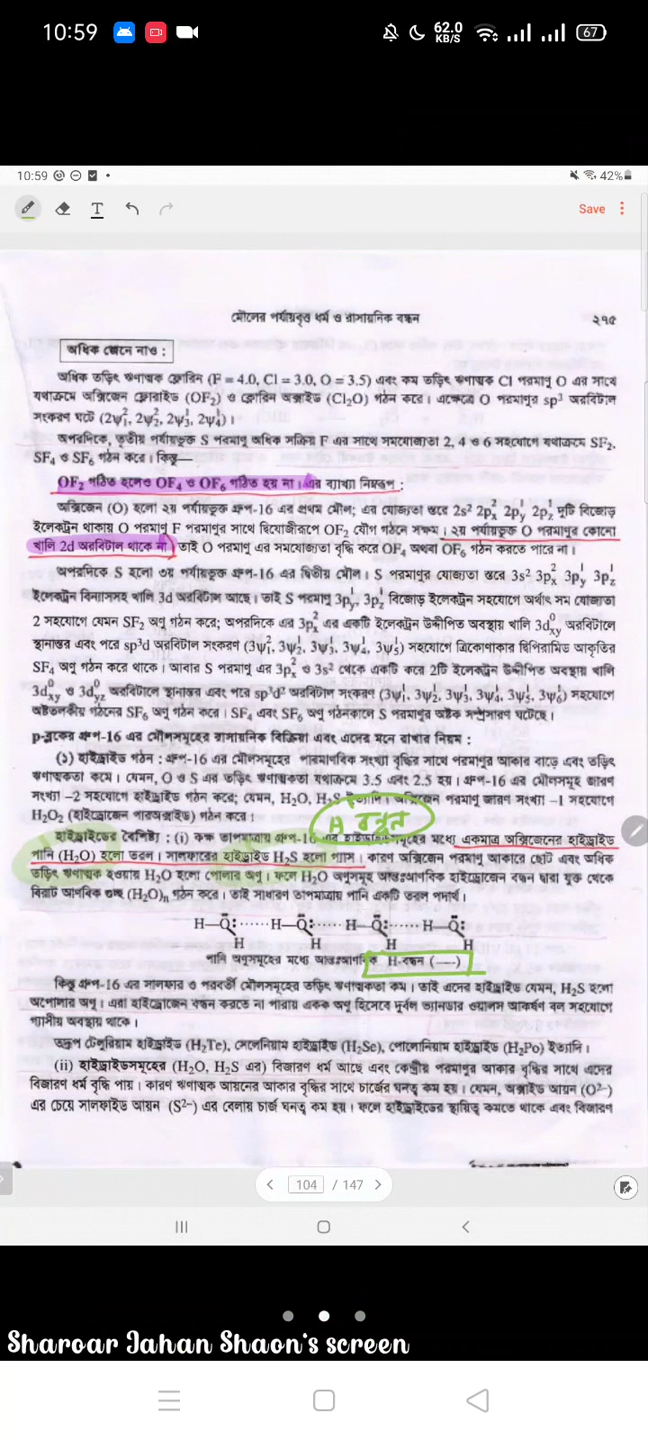 10:59
62.0
KB/S
67
10:59
42%
T
Save
মৌলের পর্যায়বৃত্ত ধর্ম ও রাসায়নিক বন্ধন
২৭৫
অধিক জেনে নাও :
অধিক তড়িৎ ঋণাত্মক ফ্লোরিন (F = 4.0, Cl = 3.0, O = 3.5) এবং কম তড়িৎ ঋণাত্মক Cl পরমাণু O এর সাথে
যথাক্রমে অক্সিজেন ফ্লোরাইড (OF₂) ও ক্লোরিন অক্সাইড (Cl₂O) গঠন করে। এক্ষেত্রে O পরমাণুর sp³ অরবিটাল
সংকরণ ঘটে (2ψ₁², 2ψ₂², 2ψ₃¹, 2ψ₄¹)।
অপরদিকে, তৃতীয় পর্যায়ভুক্ত S পরমাণু অধিক সক্রিয় F এর সাথে সমযোজ্যতা 2, 4 ও 6 সহযোগে যথাক্রমে SF₂,
SF₄ ও SF₆ গঠন করে। কিন্তু—
OF₂ গঠিত হলেও OF₄ ও OF₆ গঠিত হয় না। এর ব্যাখ্যা নিম্নরূপ :
অক্সিজেন (O) হলো ২য় পর্যায়ভুক্ত গ্রুপ-16 এর প্রথম মৌল; এর যোজ্যতা স্তরে 2s² 2pₓ² 2p_y¹ 2p_z¹ দুটি বিজোড়
ইলেকট্রন থাকায় O পরমাণু F পরমাণুর সাথে দ্বিযোজীরূপে OF₂ যৌগ গঠনে সক্ষম। ২য় পর্যায়ভুক্ত O পরমাণুর কোনো
খালি 2d অরবিটাল থাকে না। তাই O পরমাণু এর সমযোজ্যতা বৃদ্ধি করে OF₄ অথবা OF₆ গঠন করতে পারে না।
অপরদিকে S হলো ৩য় পর্যায়ভুক্ত গ্রুপ-16 এর দ্বিতীয় মৌল। S পরমাণুর যোজ্যতা স্তরে 3s² 3pₓ² 3p_y¹ 3p_z¹
ইলেকট্রন বিন্যাসসহ খালি 3d অরবিটাল আছে। তাই S পরমাণু 3p_y¹, 3p_z¹ বিজোড় ইলেকট্রন সহযোগে অর্থাৎ সম যোজ্যতা
2 সহযোগে যেমন SF₂ অণু গঠন করে; অপরদিকে এর 3pₓ² এর একটি ইলেকট্রন উদ্দীপিত অবস্থায় খালি 3d_xy⁰ অরবিটালে
স্থানান্তর এবং পরে sp³d অরবিটাল সংকরণ (3ψ₁¹, 3ψ₂¹, 3ψ₃¹, 3ψ₄¹, 3ψ₅¹) সহযোগে ত্রিকোণাকার দ্বিপিরামিড আকৃতির
SF₄ অণু গঠন করে থাকে। আবার S পরমাণু এর 3pₓ² ও 3s² থেকে একটি করে 2টি ইলেকট্রন উদ্দীপিত অবস্থায় খালি
3d_xy⁰ ও 3d_yz⁰ অরবিটালে স্থানান্তর এবং পরে sp³d² অরবিটাল সংকরণ (3ψ₁¹, 3ψ₂¹, 3ψ₃¹, 3ψ₄¹, 3ψ₅¹, 3ψ₆¹) সহযোগে
অষ্টতলকীয় গঠনের SF₆ অণু গঠন করে। SF₄ এবং SF₆ অণু গঠনকালে S পরমাণুর অষ্টক সম্প্রসারণ ঘটেছে।
p-ব্লকের গ্রুপ-16 এর মৌলসমূহের রাসায়নিক বিক্রিয়া এবং এদের মনে রাখার নিয়ম :
(১) হাইড্রাইড গঠন : গ্রুপ-16 এর মৌলসমূহের পারমাণবিক সংখ্যা বৃদ্ধির সাথে পরমাণুর আকার বাড়ে এবং তড়িৎ
ঋণাত্মকতা কমে। যেমন, O ও S এর তড়িৎ ঋণাত্মকতা যথাক্রমে 3.5 এবং 2.5 হয়। গ্রুপ-16 এর মৌলসমূহ জারণ
সংখ্যা –2 সহযোগে হাইড্রাইড গঠন করে; যেমন, H₂O, H₂S ইত্যাদি। অক্সিজেন পরমাণু জারণ সংখ্যা –1 সহযোগে
H₂O₂ (হাইড্রোজেন পারঅক্সাইড) গঠন করে :
H বন্ধন
হাইড্রাইডের বৈশিষ্ট্য : (i) কক্ষ তাপমাত্রায় গ্রুপ-16 এর হাইড্রাইডসমূহের মধ্যে একমাত্র অক্সিজেনের হাইড্রাইড
পানি (H₂O) হলো তরল। সালফারের হাইড্রাইড H₂S হলো গ্যাস। কারণ অক্সিজেন পরমাণু আকারে ছোট এবং অধিক
তড়িৎ ঋণাত্মক হওয়ায় H₂O হলো পোলার অণু। ফলে H₂O অণুসমূহ আন্তঃআণবিক হাইড্রোজেন বন্ধন দ্বারা যুক্ত থেকে
বিরাট আণবিক গুচ্ছ (H₂O)ₙ গঠন করে। তাই সাধারণ তাপমাত্রায় পানি একটি তরল পদার্থ।
H—Ö:······H—Ö:······H—Ö:······H—Ö:
H H H H
পানি অণুসমূহের মধ্যে আন্তঃআণবিক H-বন্ধন (----)
কিন্তু গ্রুপ-16 এর সালফার ও পরবর্তী মৌলসমূহের তড়িৎ ঋণাত্মকতা কম। তাই এদের হাইড্রাইড যেমন, H₂S হলো
অপোলার অণু। এরা হাইড্রোজেন বন্ধন করতে না পারায় একক অণু হিসেবে দুর্বল ভ্যানডার ওয়ালস আকর্ষণ বল সহযোগে
গ্যাসীয় অবস্থায় থাকে।
অদ্রূপ টেলুরিয়াম হাইড্রাইড (H₂Te), সেলেনিয়াম হাইড্রাইড (H₂Se), পোলোনিয়াম হাইড্রাইড (H₂Po) ইত্যাদি।
(ii) হাইড্রাইডসমূহের (H₂O, H₂S এর) বিজারণ ধর্ম আছে এবং কেন্দ্রীয় পরমাণুর আকার বৃদ্ধির সাথে এদের
বিজারণ ধর্ম বৃদ্ধি পায়। কারণ ঋণাত্মক আয়নের আকার বৃদ্ধির সাথে চার্জের ঘনত্ব কম হয়। যেমন, অক্সাইড আয়ন (O²⁻)
এর চেয়ে সালফাইড আয়ন (S²⁻) এর বেলায় চার্জ ঘনত্ব কম হয়। ফলে হাইড্রাইডের স্থায়িত্ব কমতে থাকে এবং বিজারণ
104 / 147
Sharoar Jahan Shaon's screen